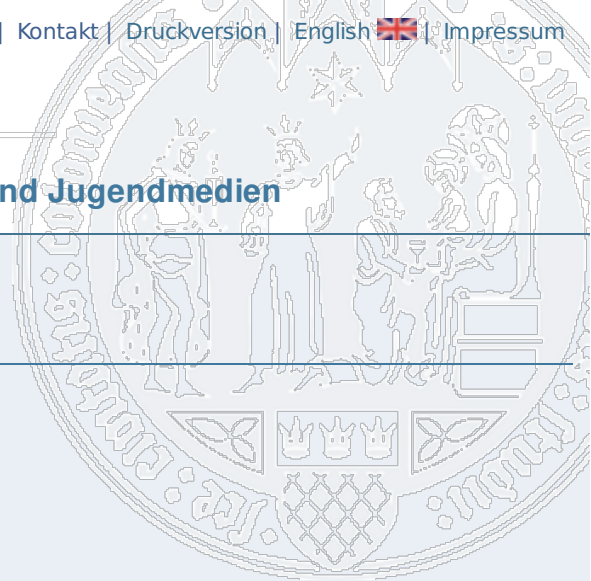 | Kontakt | Druckversion | English | Impressum
nd Jugendmedien